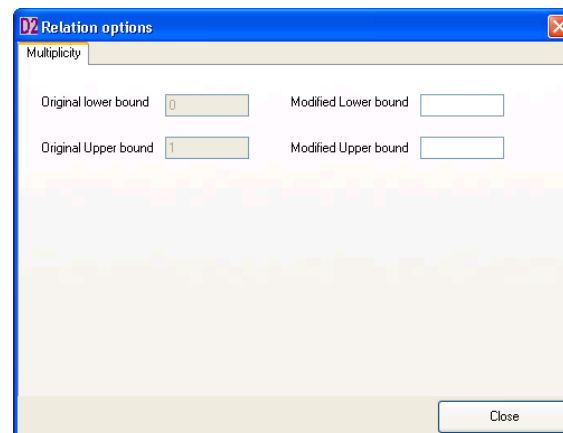 D2 Relation options
Multiplicity
Original lower bound 0 Modified Lower bound
Original Upper bound 1 Modified Upper bound
Close